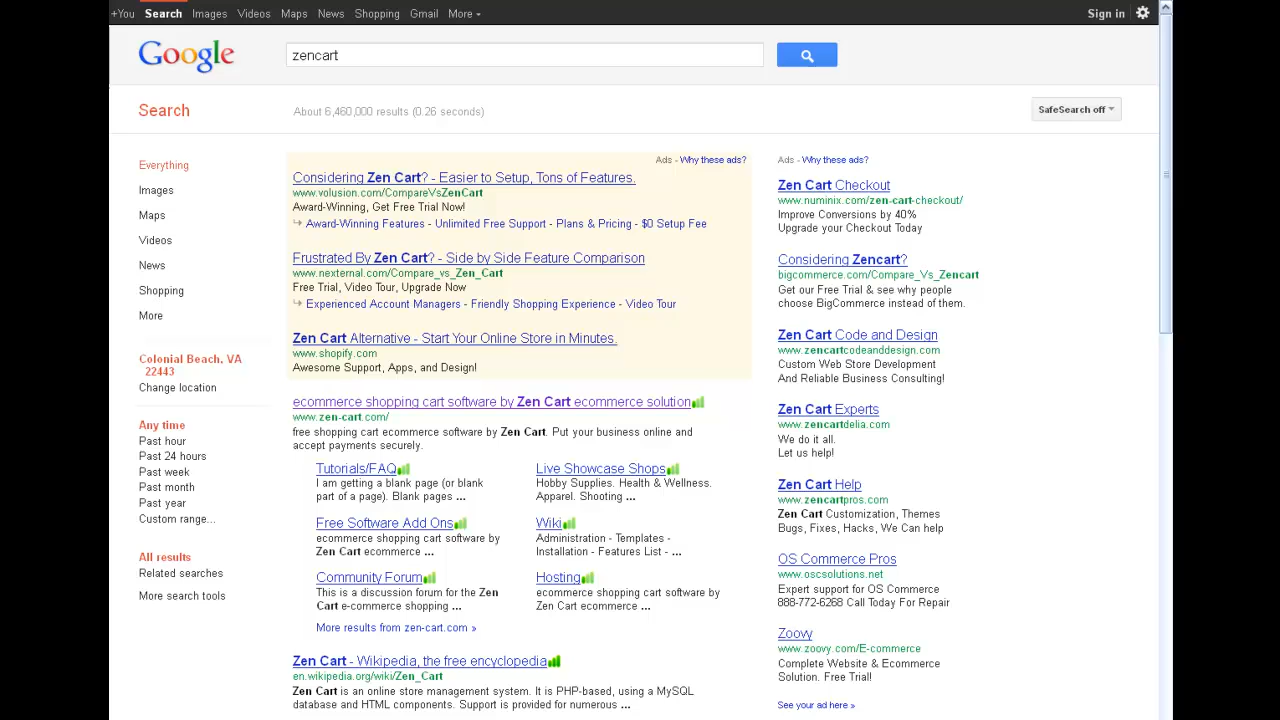 +You Search Images Videos Maps News Shopping Gmail More Sign in
Google
zencart
Search
About 6,460,000 results (0.26 seconds)
SafeSearch off
Everything
Images
Maps
Videos
News
Shopping
More
Colonial Beach, VA
22443
Change location
Any time
Past hour
Past 24 hours
Past week
Past month
Past year
Custom range...
All results
Related searches
More search tools
Ads - Why these ads?
Considering Zen Cart? - Easier to Setup, Tons of Features.
www.volusion.com/CompareVsZenCart
Award-Winning, Get Free Trial Now!
Award-Winning Features - Unlimited Free Support - Plans & Pricing - $0 Setup Fee
Frustrated By Zen Cart? - Side by Side Feature Comparison
www.nexternal.com/Compare_vs_Zen_Cart
Free Trial, Video Tour, Upgrade Now
Experienced Account Managers - Friendly Shopping Experience - Video Tour
Zen Cart Alternative - Start Your Online Store in Minutes.
www.shopify.com
Awesome Support, Apps, and Design!
ecommerce shopping cart software by Zen Cart ecommerce solution
www.zen-cart.com/
free shopping cart ecommerce software by Zen Cart. Put your business online and
accept payments securely.
Tutorials/FAQ
I am getting a blank page (or blank
part of a page). Blank pages ...
Live Showcase Shops
Hobby Supplies. Health & Wellness.
Apparel. Shooting ...
Free Software Add Ons
ecommerce shopping cart software by
Zen Cart ecommerce ...
Wiki
Administration - Templates -
Installation - Features List - ...
Community Forum
This is a discussion forum for the Zen
Cart e-commerce shopping ...
Hosting
ecommerce shopping cart software by
Zen Cart ecommerce ...
More results from zen-cart.com »
Zen Cart - Wikipedia, the free encyclopedia
en.wikipedia.org/wiki/Zen_Cart
Zen Cart is an online store management system. It is PHP-based, using a MySQL
database and HTML components. Support is provided for numerous ...
Ads - Why these ads?
Zen Cart Checkout
www.numinix.com/zen-cart-checkout/
Improve Conversions by 40%
Upgrade your Checkout Today
Considering Zencart?
bigcommerce.com/Compare_Vs_Zencart
Get our Free Trial & see why people
choose BigCommerce instead of them.
Zen Cart Code and Design
www.zencartcodeanddesign.com
Custom Web Store Development
And Reliable Business Consulting!
Zen Cart Experts
www.zencartdelia.com
We do it all.
Let us help!
Zen Cart Help
www.zencartpros.com
Zen Cart Customization, Themes
Bugs, Fixes, Hacks, We Can help
OS Commerce Pros
www.oscsolutions.net
Expert support for OS Commerce
888-772-6268 Call Today For Repair
Zoovy
www.zoovy.com/E-commerce
Complete Website & Ecommerce
Solution. Free Trial!
See your ad here »